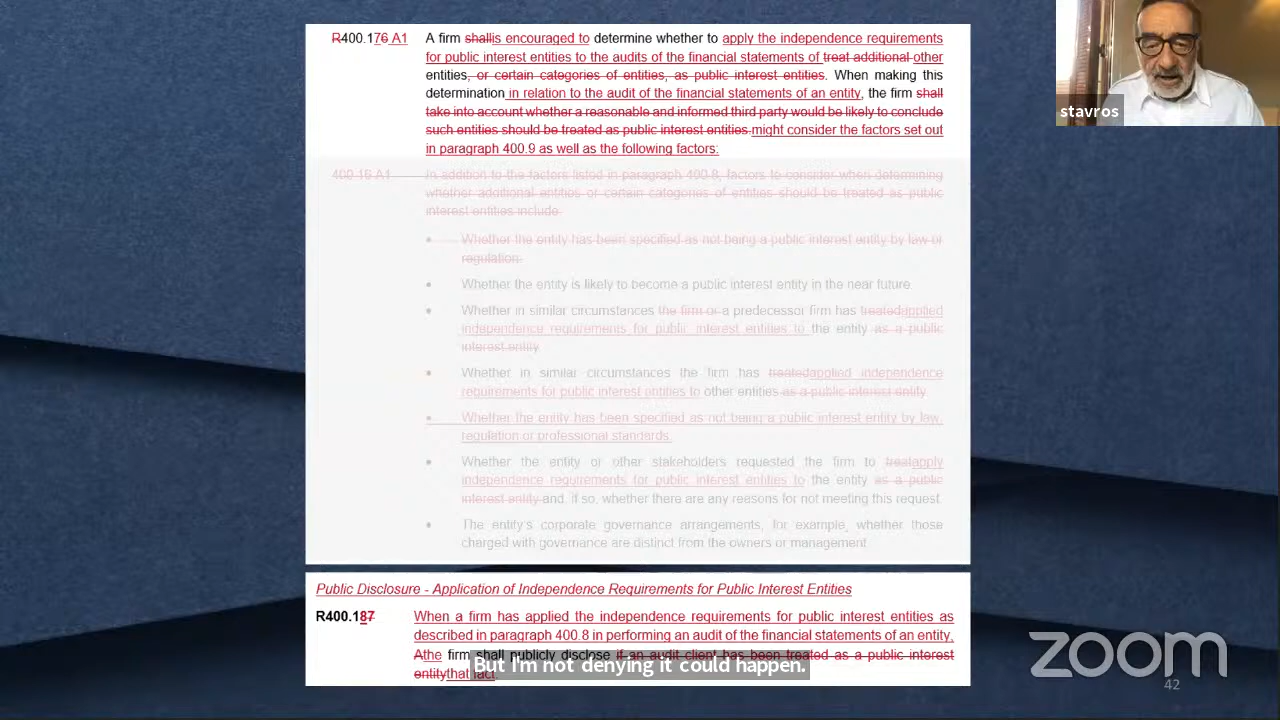 R400.176 A1 A firm shallis encouraged to determine whether to apply the independence requirements
for public interest entities to the audits of the financial statements of treat additional other
entities, or certain categories of entities, as public interest entities. When making this
determination in relation to the audit of the financial statements of an entity, the firm shall
take into account whether a reasonable and informed third party would be likely to conclude
such entities should be treated as public interest entities might consider the factors set out
in paragraph 400.9 as well as the following factors:
400.16 A1 In addition to the factors listed in paragraph 400.8, factors to consider when determining
whether additional entities or certain categories of entities should be treated as public
interest entities include:
• Whether the entity has been specified as not being a public interest entity by law or
regulation.
• Whether the entity is likely to become a public interest entity in the near future.
• Whether in similar circumstances the firm or a predecessor firm has treatedapplied
independence requirements for public interest entities to the entity as a public
interest entity.
• Whether in similar circumstances the firm has treatedapplied independence
requirements for public interest entities to other entities as a public interest entity.
• Whether the entity has been specified as not being a public interest entity by law,
regulation or professional standards.
• Whether the entity or other stakeholders requested the firm to treatapply
independence requirements for public interest entities to the entity as a public
interest entity and, if so, whether there are any reasons for not meeting this request.
• The entity's corporate governance arrangements, for example, whether those
charged with governance are distinct from the owners or management.
Public Disclosure - Application of Independence Requirements for Public Interest Entities
R400.187 When a firm has applied the independence requirements for public interest entities as
described in paragraph 400.8 in performing an audit of the financial statements of an entity,
Athe firm shall publicly disclose if an audit client has been treated as a public interest
entitythat fact.
But I'm not denying it could happen.
stavros
zoom
42